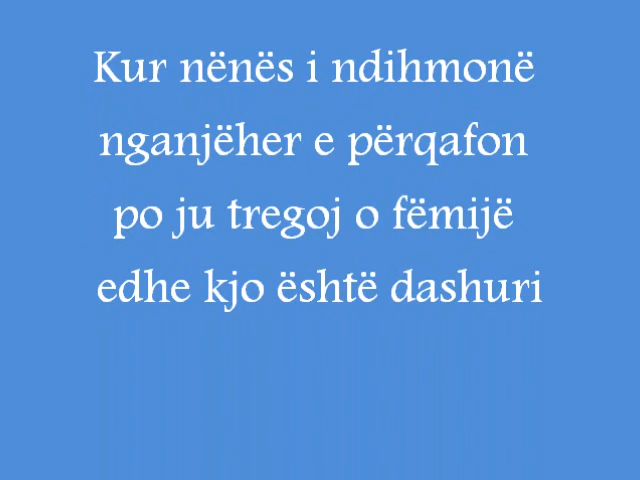 Kur nënës i ndihmonë
nganjëher e përqafon
po ju tregoj o fëmijë
edhe kjo është dashuri